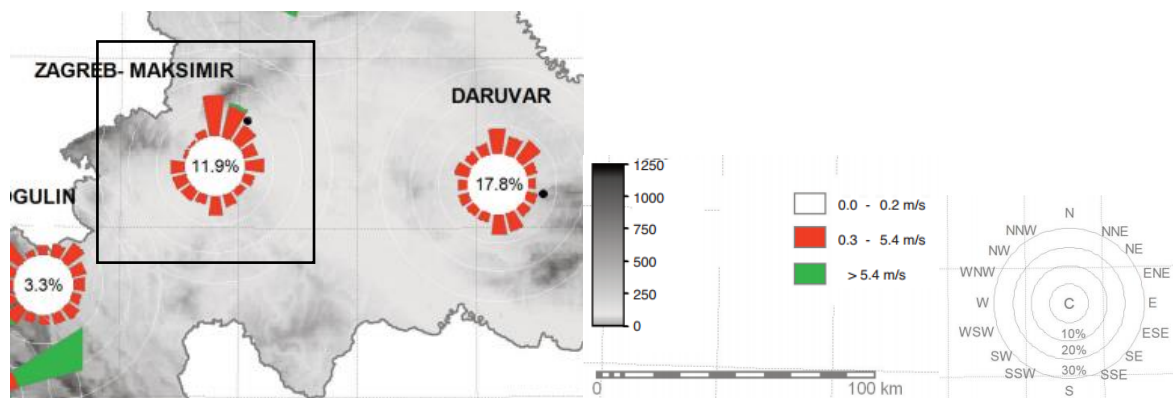 ZAGREB- MAKSIMIR
DARUVAR
11.9%
17.8%
OGULIN
3.3%
1250
1000
750
500
250
0
0.0 - 0.2 m/s
0.3 - 5.4 m/s
> 5.4 m/s
0 100 km
N
NNW NNE
NW NE
WNW ENE
W C E
WSW ESE
10%
SW 20% SE
SSW 30% SSE
S